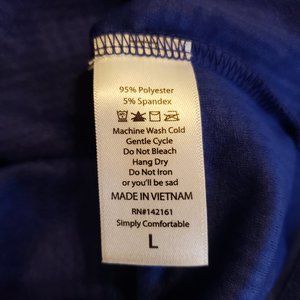 95% Polyester
5% Spandex
Machine Wash Cold
Gentle Cycle
Do Not Bleach
Hang Dry
Do Not Iron
or you'll be sad
MADE IN VIETNAM
RN#142161
Simply Comfortable
L